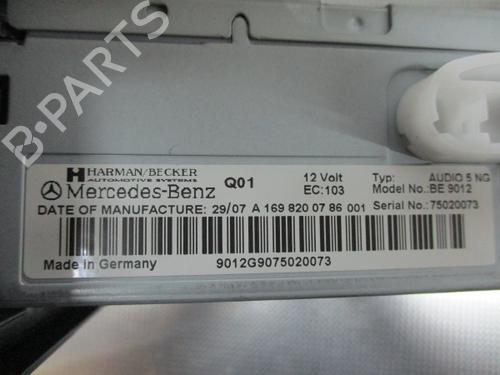 B-PARTS
HARMAN/BECKER
AUTOMOTIVE SYSTEMS
Mercedes-Benz Q01 12 Volt EC:103 Typ: AUDIO 5 NG
Model No.: BE 9012
DATE OF MANUFACTURE: 29/07 A 169 820 07 86 001 Serial No.: 75020073
Made in Germany 9012G9075020073